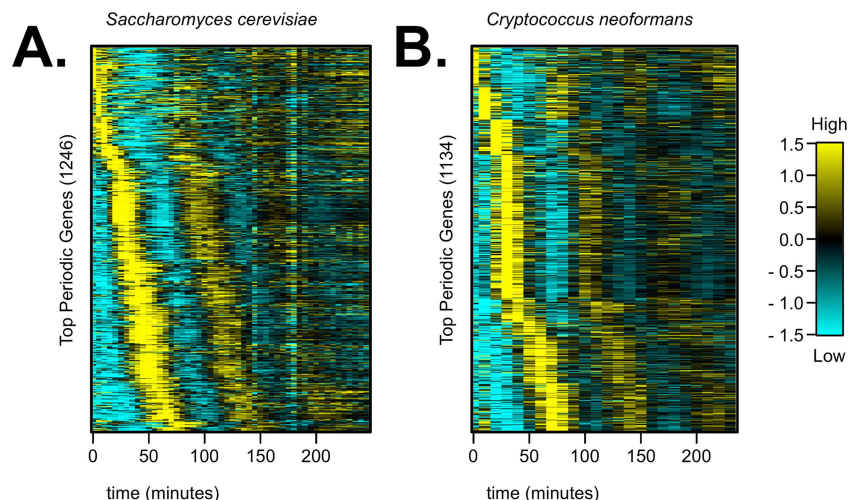 Saccharomyces cerevisiae
Cryptococcus neoformans
A.
B.
Top Periodic Genes (1246)
Top Periodic Genes (1134)
High
1.5
1.0
0.5
0.0
- 0.5
- 1.0
- 1.5
Low
0 50 100 150 200
0 50 100 150 200
time (minutes)
time (minutes)